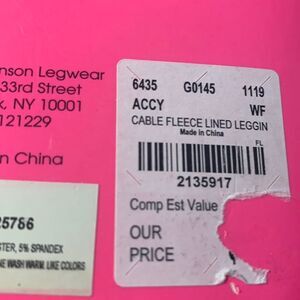 nson Legwear
33rd Street
k, NY 10001
121229
n China
6435 G0145 1119
ACCY WF
CABLE FLEECE LINED LEGGIN
Made in China
FL
2135917
Comp Est Value
OUR
PRICE
25766
STER, 5% SPANDEX
NE WASH WARM. LIKE COLORS